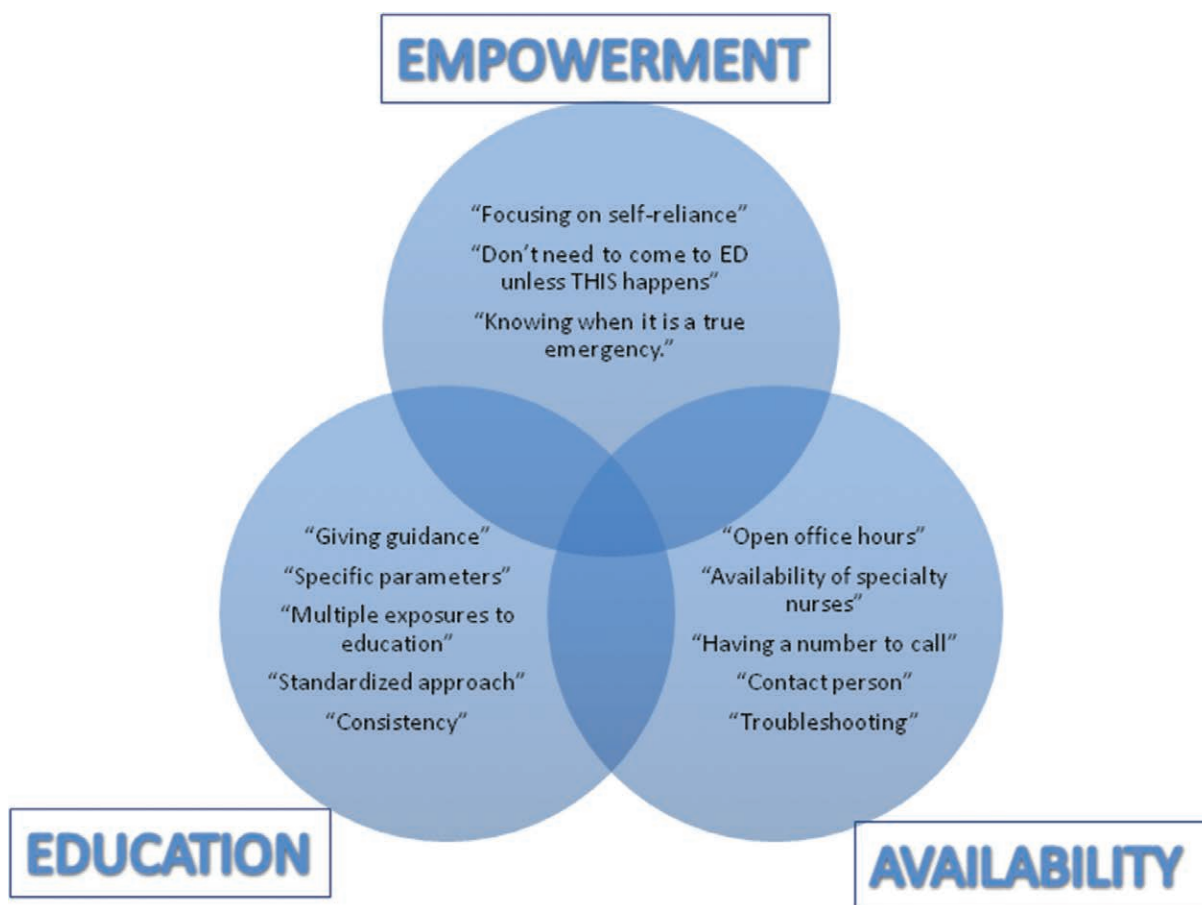 EMPOWERMENT
“Focusing on self-reliance”
“Don’t need to come to ED
unless THIS happens”
“Knowing when it is a true
emergency.”
“Giving guidance”
“Specific parameters”
“Multiple exposures to
education”
“Standardized approach”
“Consistency”
“Open office hours”
“Availability of specialty
nurses”
“Having a number to call”
“Contact person”
“Troubleshooting”
EDUCATION
AVAILABILITY